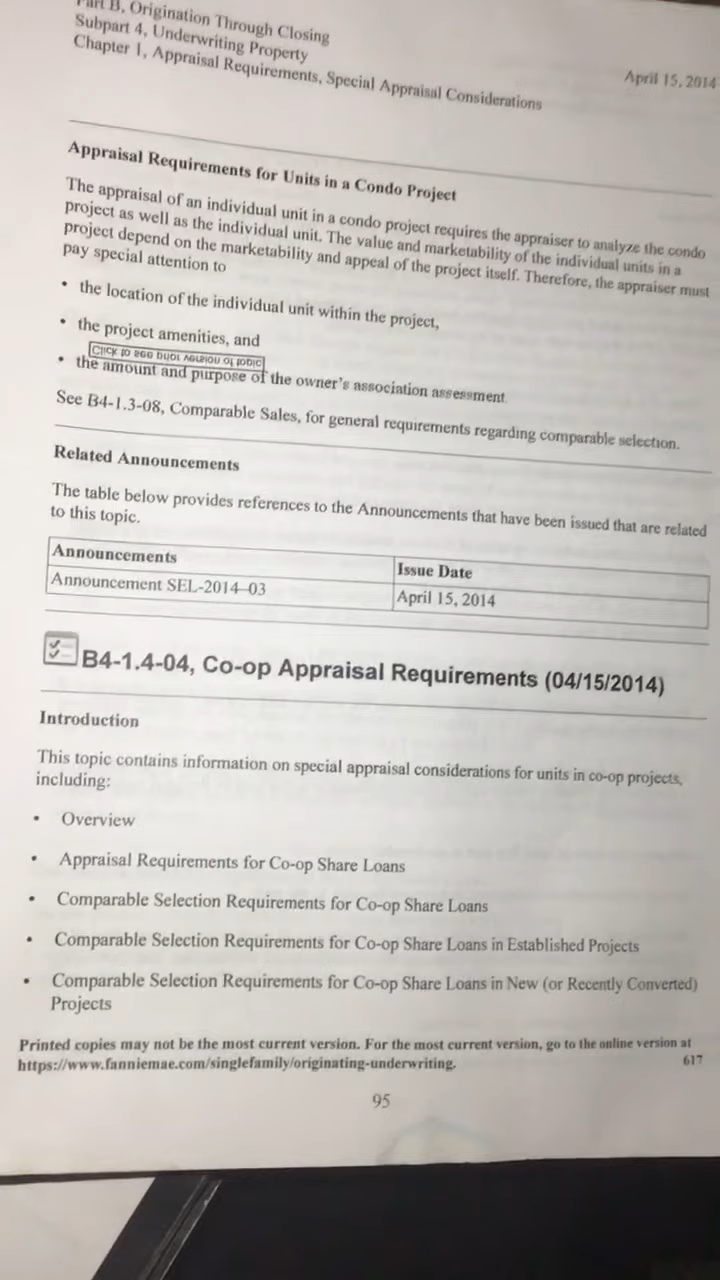 Part B, Origination Through Closing
Subpart 4, Underwriting Property
Chapter 1, Appraisal Requirements, Special Appraisal Considerations
April 15, 2014
Appraisal Requirements for Units in a Condo Project
The appraisal of an individual unit in a condo project requires the appraiser to analyze the condo
project as well as the individual unit. The value and marketability of the individual units in a
project depend on the marketability and appeal of the project itself. Therefore, the appraiser must
pay special attention to
• the location of the individual unit within the project,
• the project amenities, and
• the amount and purpose of the owner's association assessment.
See B4-1.3-08, Comparable Sales, for general requirements regarding comparable selection.
Related Announcements
The table below provides references to the Announcements that have been issued that are related
to this topic.
Announcements Issue Date
Announcement SEL-2014-03 April 15, 2014
B4-1.4-04, Co-op Appraisal Requirements (04/15/2014)
Introduction
This topic contains information on special appraisal considerations for units in co-op projects,
including:
• Overview
• Appraisal Requirements for Co-op Share Loans
• Comparable Selection Requirements for Co-op Share Loans
• Comparable Selection Requirements for Co-op Share Loans in Established Projects
• Comparable Selection Requirements for Co-op Share Loans in New (or Recently Converted)
Projects
Printed copies may not be the most current version. For the most current version, go to the online version at
https://www.fanniemae.com/singlefamily/originating-underwriting.
617
95